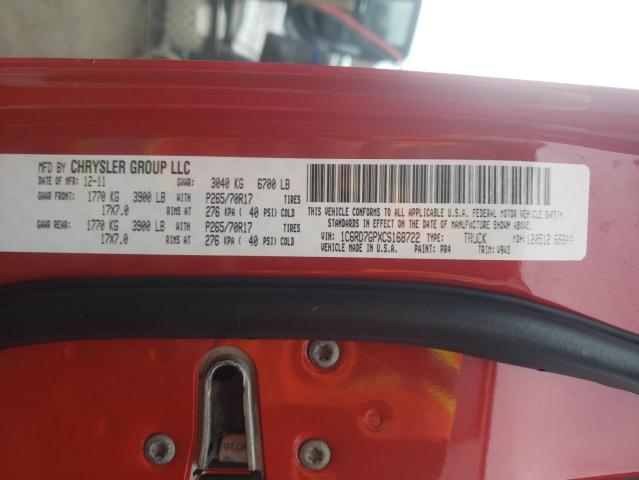 MFD BY CHRYSLER GROUP LLC
DATE OF MFR: 12-11 GVWR: 3040 KG 6700 LB
GAWR FRONT: 1770 KG 3900 LB P265/70R17 TIRES
17X7.0 RIMS AT 276 KPA ( 40 PSI) COLD
GAWR REAR: 1770 KG 3900 LB P265/70R17 TIRES
17X7.0 RIMS AT 276 KPA ( 40 PSI) COLD
THIS VEHICLE CONFORMS TO ALL APPLICABLE U.S.A. FEDERAL MOTOR VEHICLE SAFETY
STANDARDS IN EFFECT ON THE DATE OF MANUFACTURE SHOWN ABOVE.
VIN: 1C6RD7GPXCS168722 TYPE: TRUCK MDH: 120512
VEHICLE MADE IN U.S.A. PAINT: PR4 TRIM: V9V3